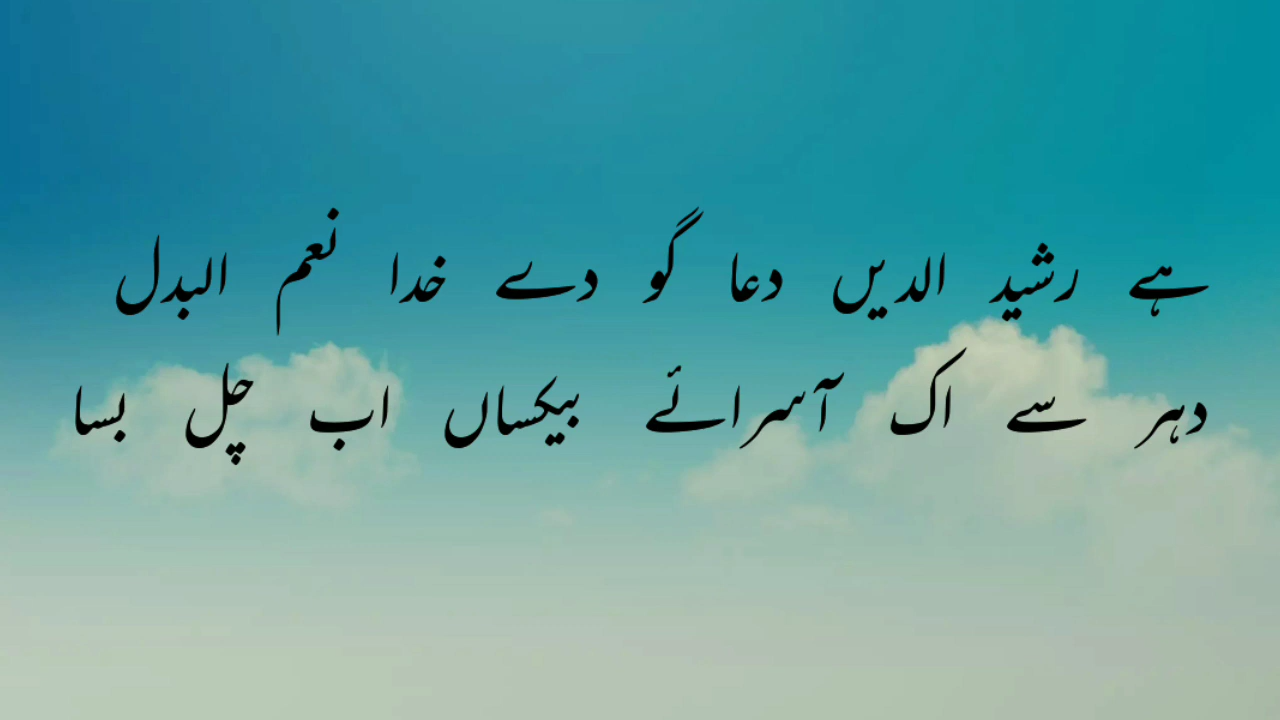 ہے رشید الدیں دعا گو دے خدا نعم البدل
دہر سے اک آسرائے بیکساں اب چل بسا